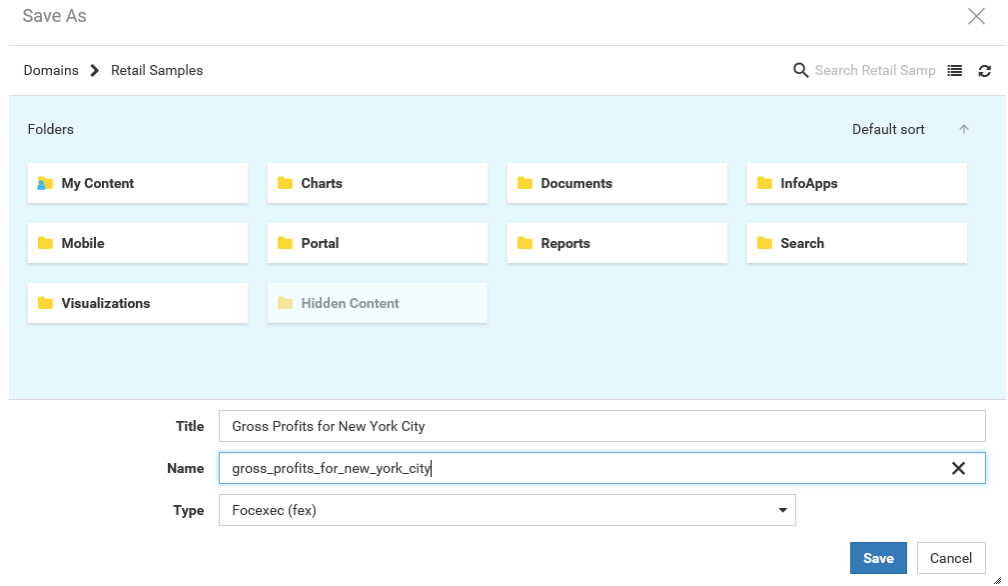 Save As
Domains Retail Samples
Search Retail Samp
Folders
Default sort
My Content
Charts
Documents
InfoApps
Mobile
Portal
Reports
Search
Visualizations
Hidden Content
Title Gross Profits for New York City
Name gross_profits_for_new_york_city
Type Focexec (fex)
Save
Cancel